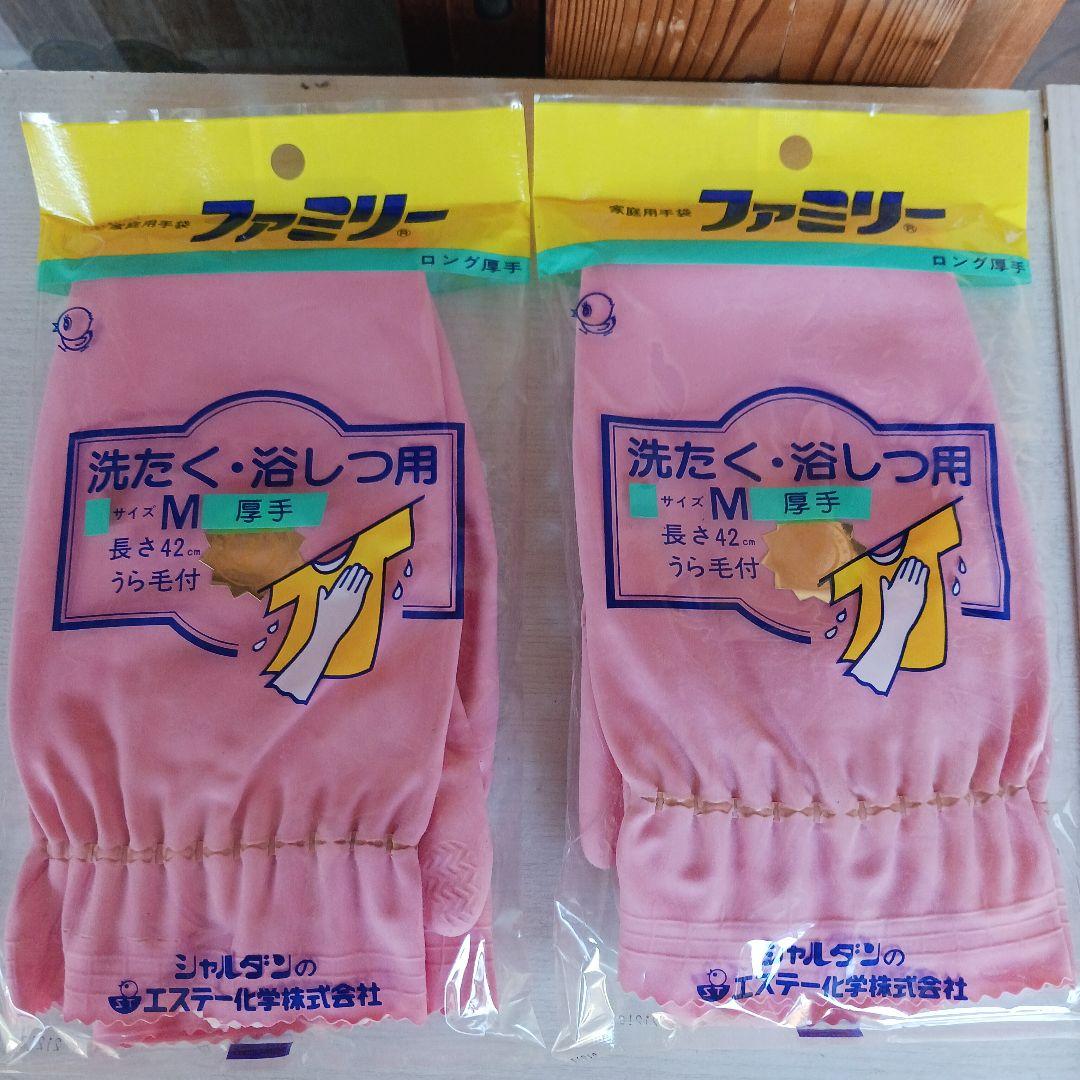 家庭用手袋 ファミリー®
ロング厚手
洗たく・浴しつ用
サイズ M 厚手
長さ42cm
うら毛付
シャルダンの
ST エステー化学株式会社
家庭用手袋 ファミリー®
ロング厚手
洗たく・浴しつ用
サイズ M 厚手
長さ42cm
うら毛付
シャルダンの
ST エステー化学株式会社